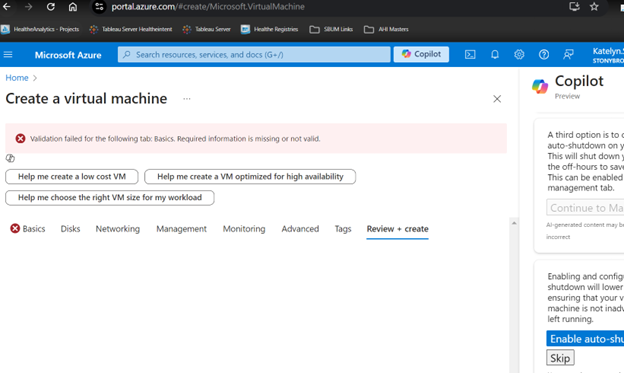 portal.azure.com/#create/Microsoft.VirtualMachine
HealtheAnalytics - Projects Tableau Server Healtheintent Tableau Server Healthe Registries SBUM Links AHI Masters
Microsoft Azure Search resources, services, and docs (G+/) Copilot Katelyn.
STONYBRO
Home >
Create a virtual machine ...
Validation failed for the following tab: Basics. Required information is missing or not valid.
Help me create a low cost VM Help me create a VM optimized for high availability
Help me choose the right VM size for my workload
Basics Disks Networking Management Monitoring Advanced Tags Review + create
Copilot
Preview
A third option is to
auto-shutdown on y
This will shut down y
the off-hours to save
This can be enabled
management tab.
Continue to Ma
AI-generated content may be
incorrect
Enabling and config
shutdown will lower
ensuring that your v
machine is not inadv
left running.
Enable auto-shu
Skip